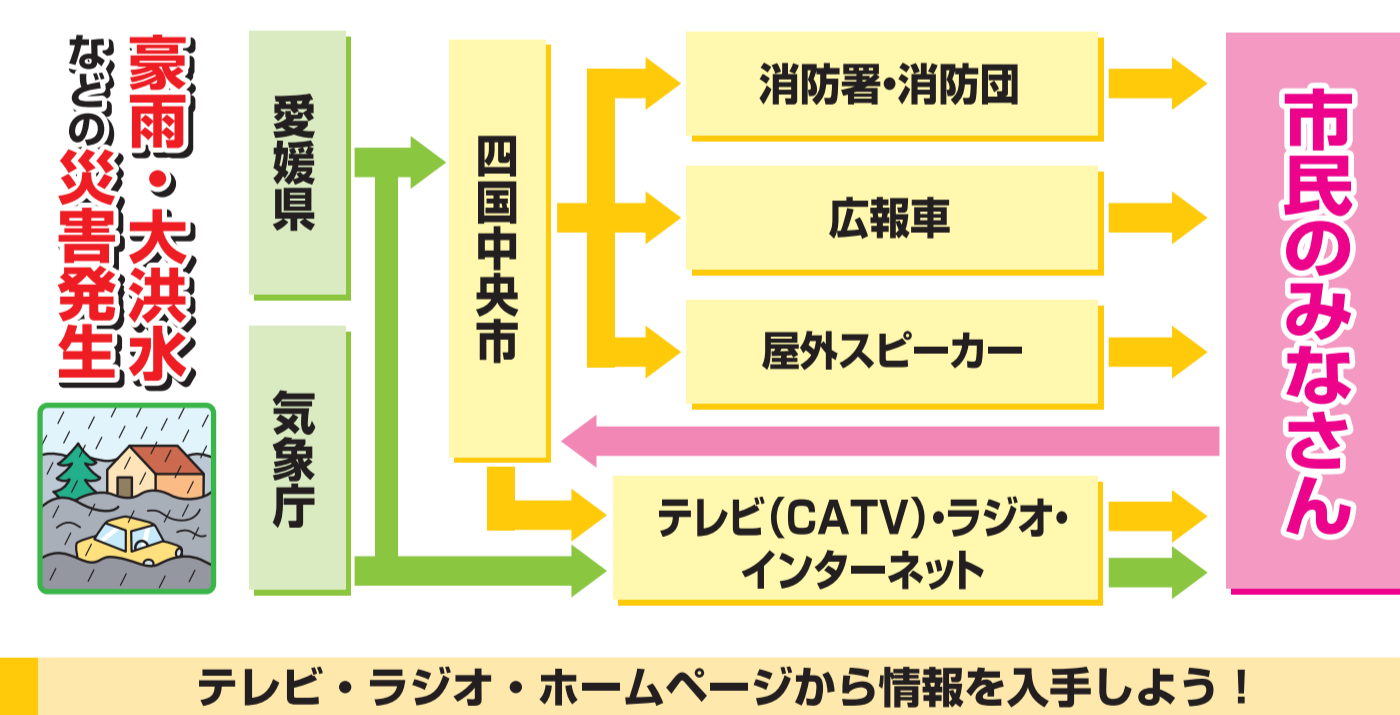 豪雨・大洪水
などの災害発生
愛媛県
気象庁
四国中央市
消防署・消防団
広報車
屋外スピーカー
テレビ(CATV)・ラジオ・
インターネット
市民のみなさん
テレビ・ラジオ・ホームページから情報を入手しよう！